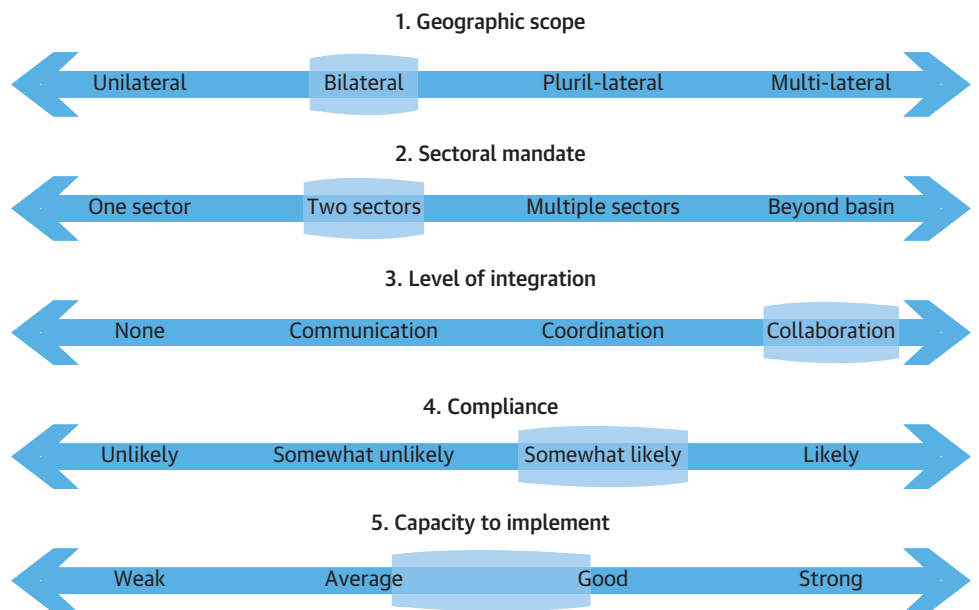 1. Geographic scope
Unilateral Bilateral Pluril-lateral Multi-lateral
2. Sectoral mandate
One sector Two sectors Multiple sectors Beyond basin
3. Level of integration
None Communication Coordination Collaboration
4. Compliance
Unlikely Somewhat unlikely Somewhat likely Likely
5. Capacity to implement
Weak Average Good Strong